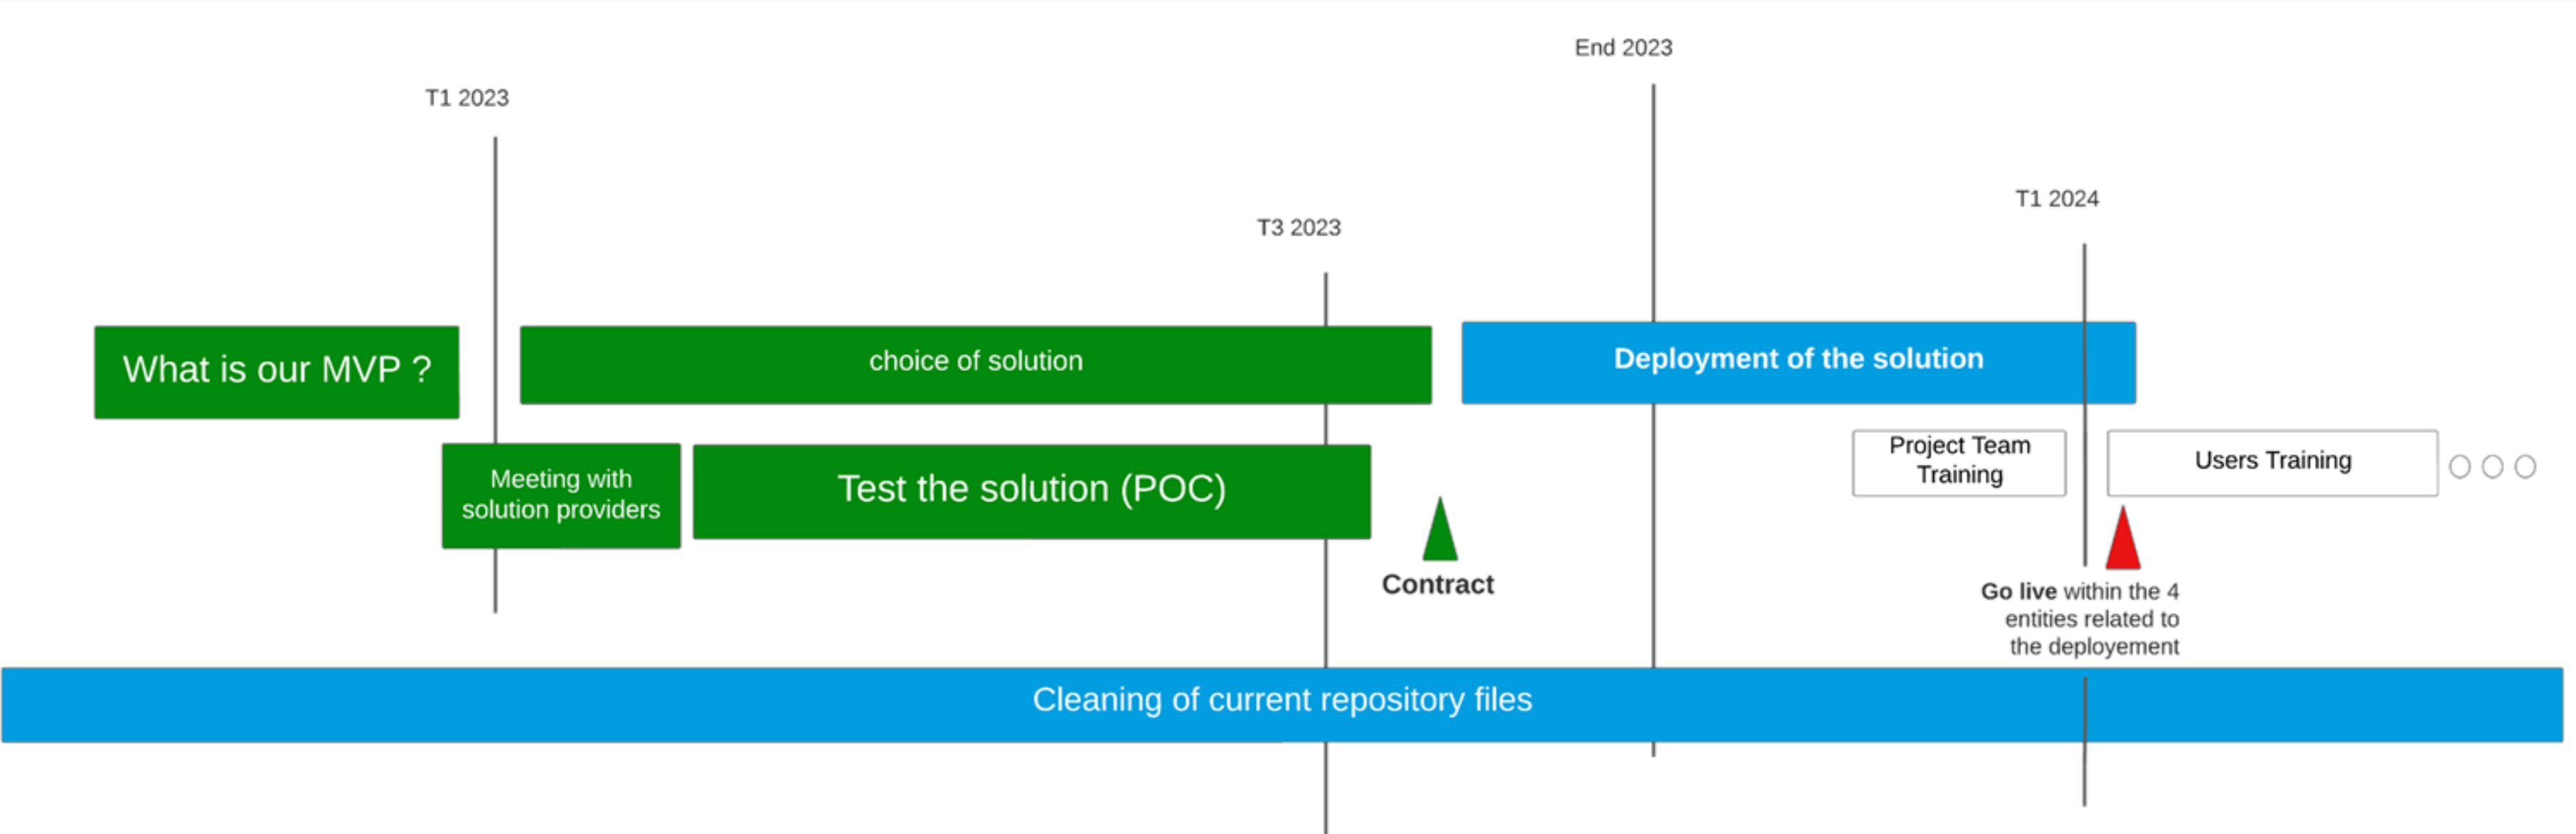 End 2023
T1 2023
T1 2024
T3 2023
What is our MVP ?
choice of solution
Deployment of the solution
Meeting with
solution providers
Test the solution (POC)
Project Team
Training
Users Training
Contract
Go live within the 4
entities related to
the deployement
Cleaning of current repository files